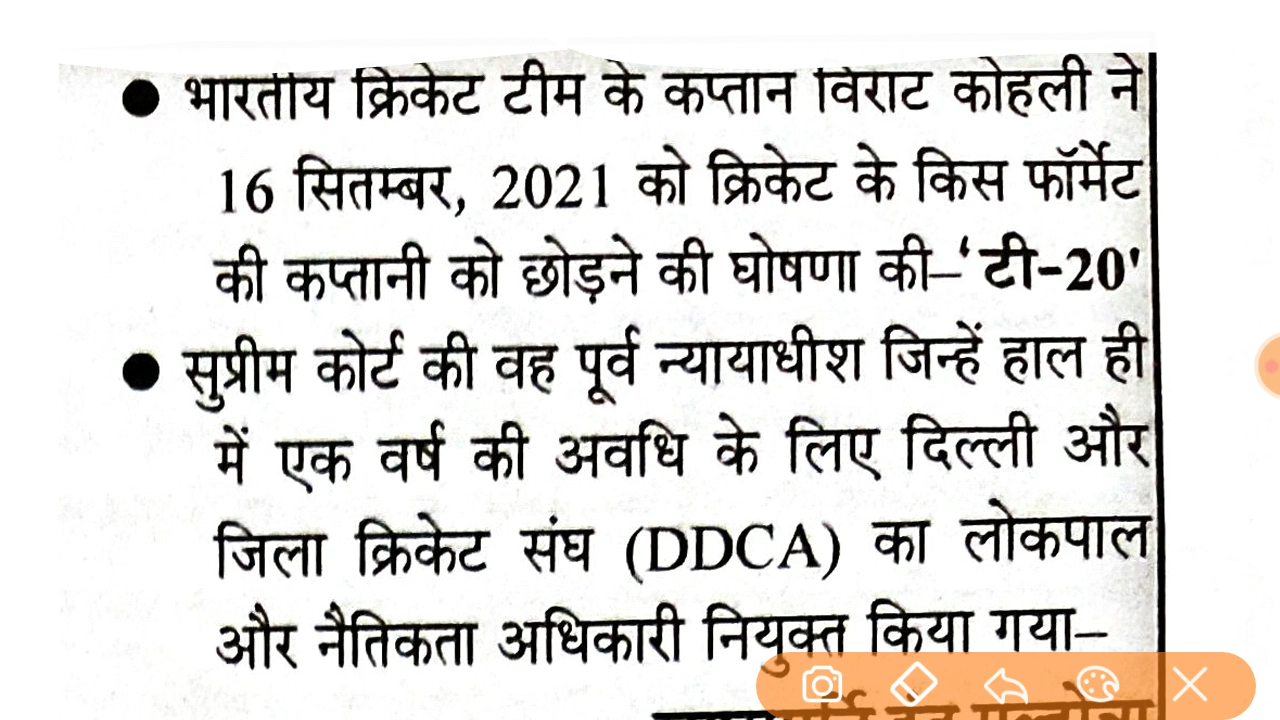 ● भारतीय क्रिकेट टीम के कप्तान विराट कोहली ने
16 सितम्बर, 2021 को क्रिकेट के किस फॉर्मेट
की कप्तानी को छोड़ने की घोषणा की–‘टी-20'
● सुप्रीम कोर्ट की वह पूर्व न्यायाधीश जिन्हें हाल ही
में एक वर्ष की अवधि के लिए दिल्ली और
जिला क्रिकेट संघ (DDCA) का लोकपाल
और नैतिकता अधिकारी नियुक्त किया गया–